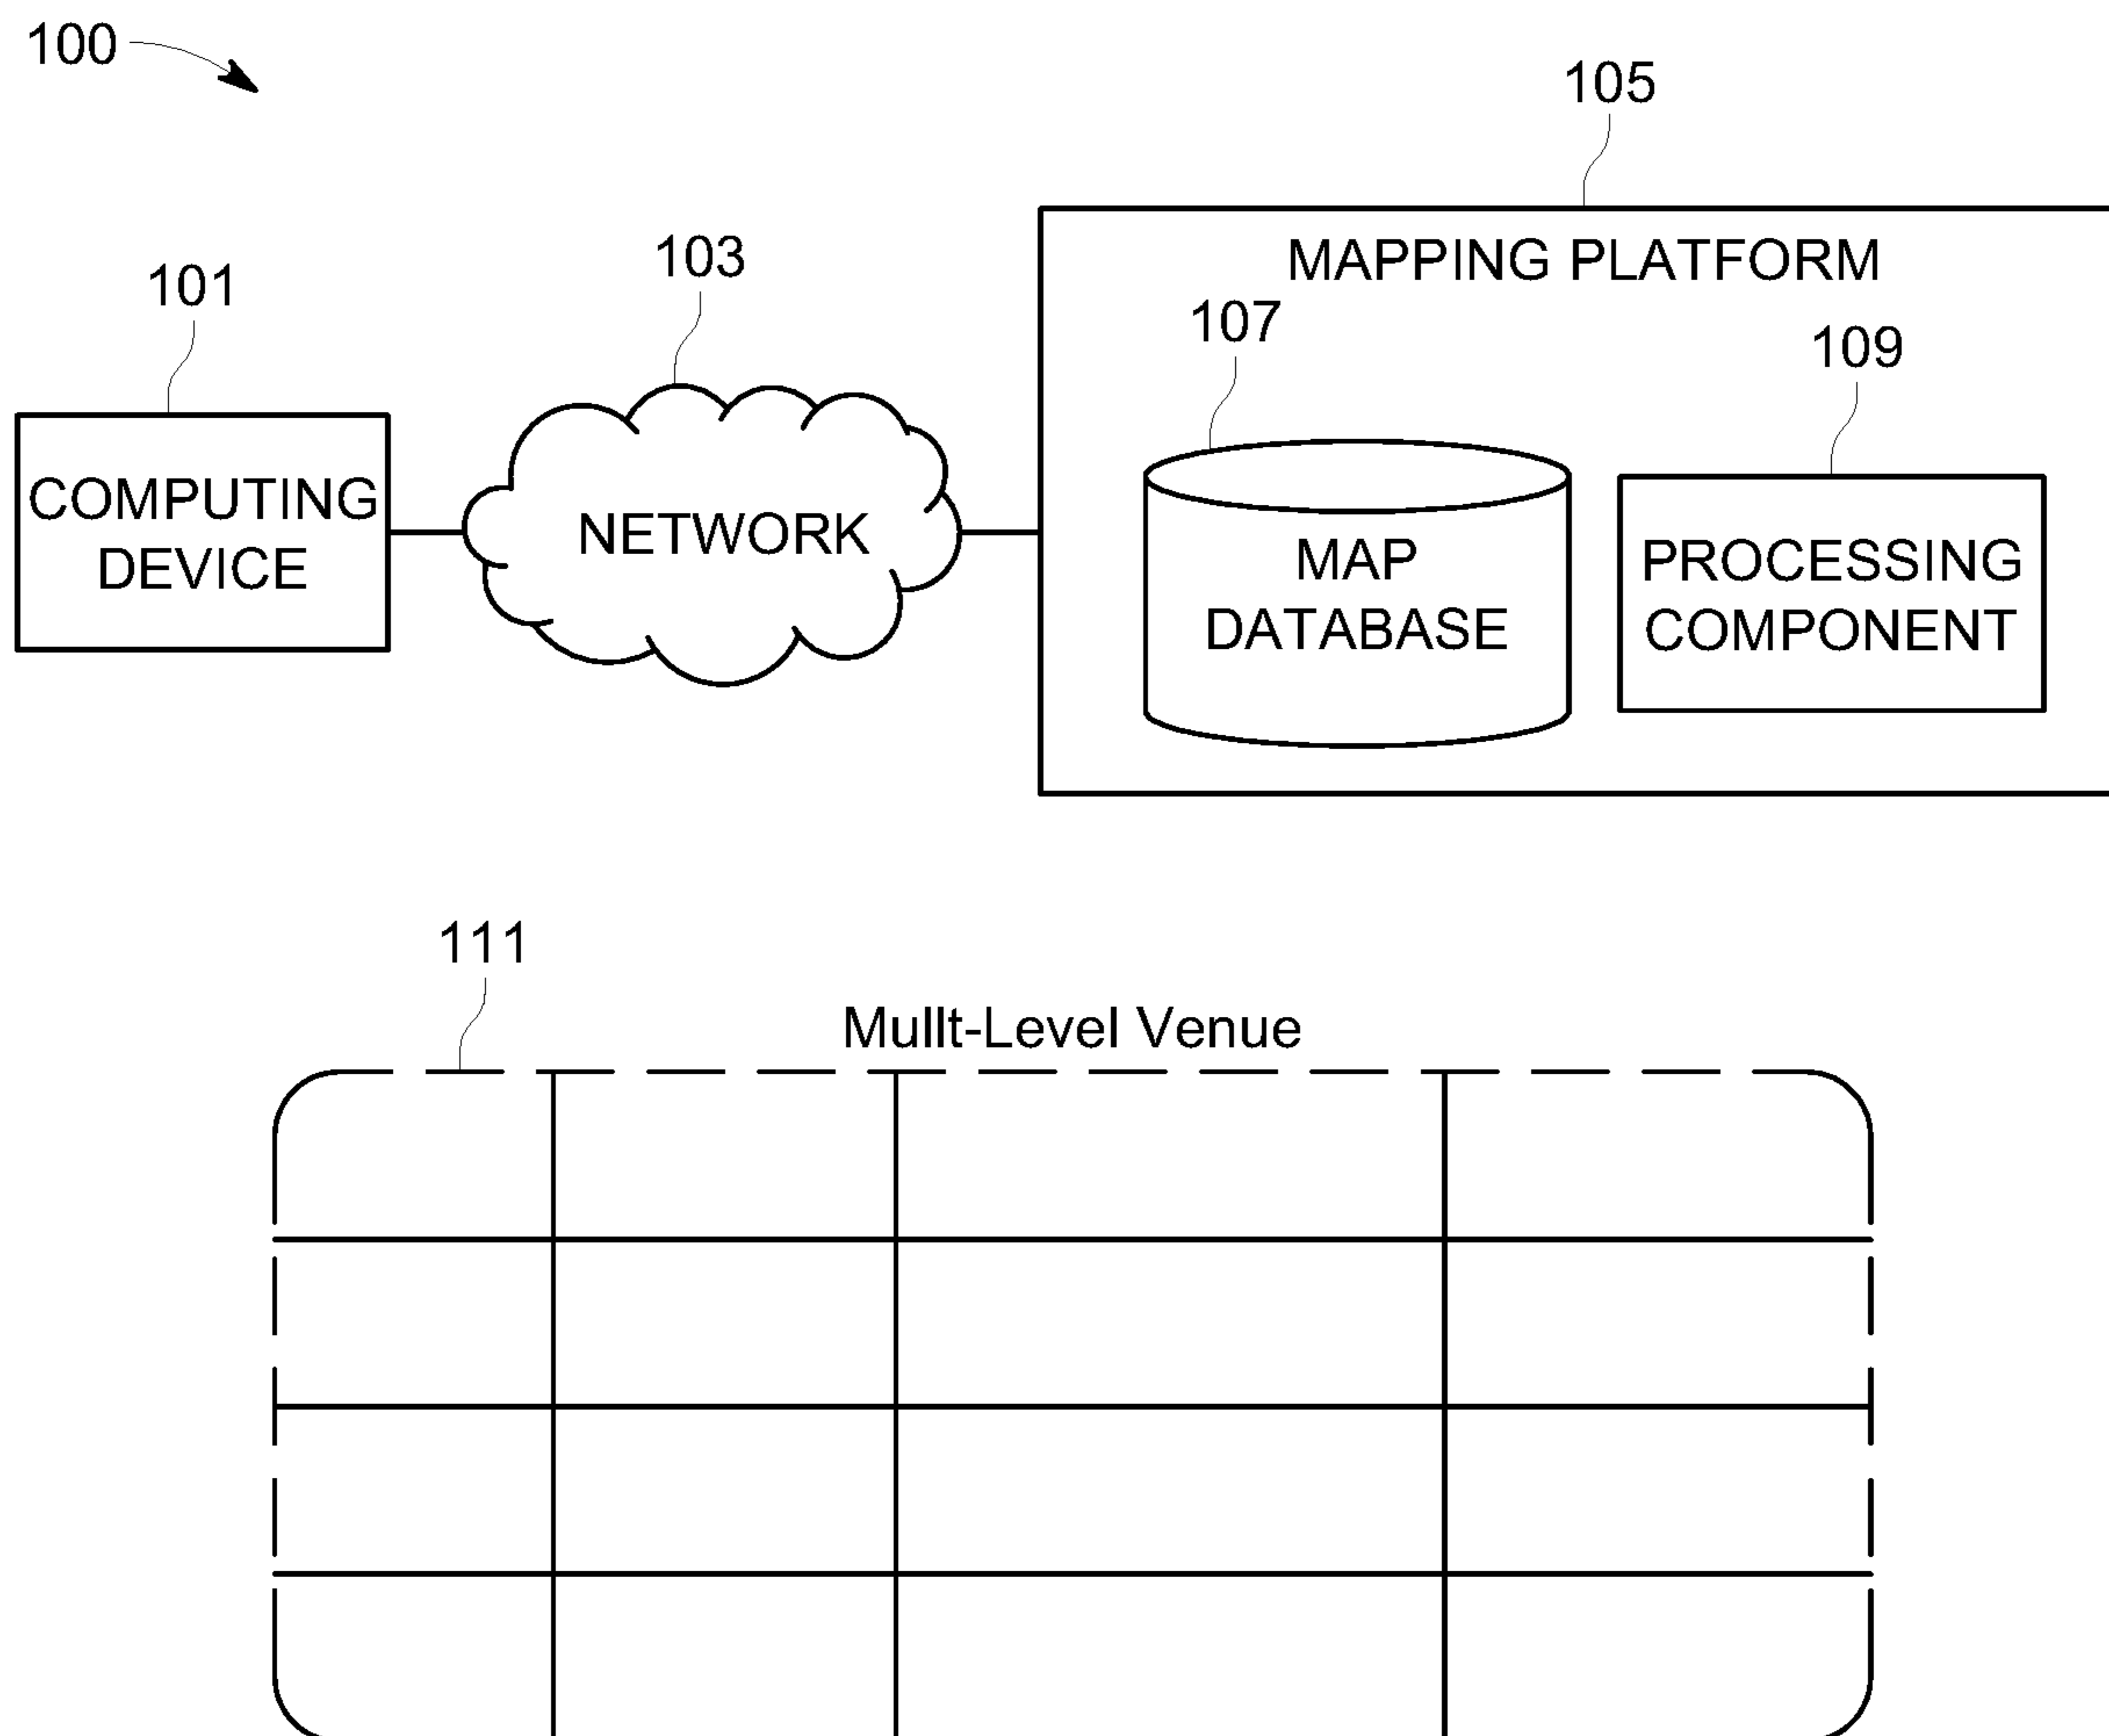 100
105
103
101
MAPPING PLATFORM
107
109
COMPUTING
DEVICE
NETWORK
MAP
DATABASE
PROCESSING
COMPONENT
111
Mullt-Level Venue